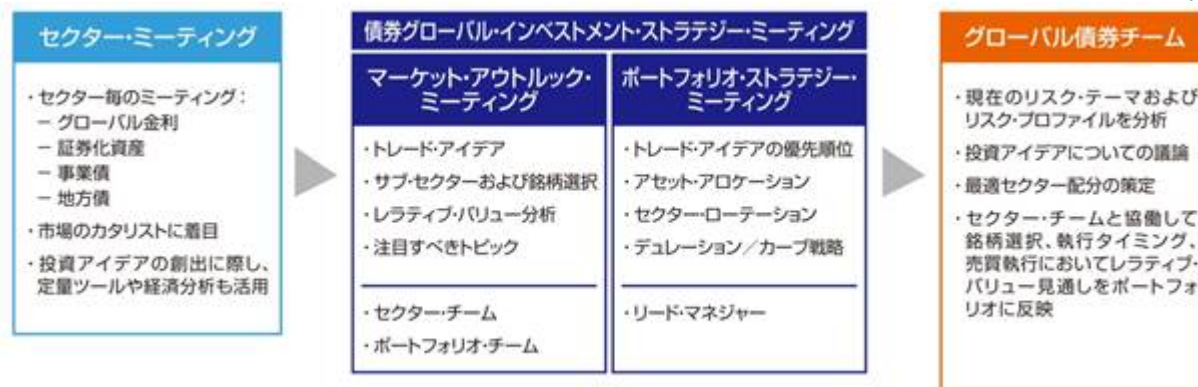 セクター・ミーティング
・セクター毎のミーティング：
− グローバル金利
− 証券化資産
− 事業債
− 地方債
・市場のカタリストに着目
・投資アイデアの創出に際し、
定量ツールや経済分析も活用
債券グローバル・インベストメント・ストラテジー・ミーティング
マーケット・アウトルック・
ミーティング
・トレード・アイデア
・サブ・セクターおよび銘柄選択
・レラティブ・バリュー分析
・注目すべきトピック
・セクター・チーム
・ポートフォリオ・チーム
ポートフォリオ・ストラテジー・
ミーティング
・トレード・アイデアの優先順位
・アセット・アロケーション
・セクター・ローテーション
・デュレーション／カーブ戦略
・リード・マネジャー
グローバル債券チーム
・現在のリスク・テーマおよび
リスク・プロファイルを分析
・投資アイデアについての議論
・最適セクター配分の策定
・セクター・チームと協働して
銘柄選択、執行タイミング、
売買執行においてレラティブ・
バリュー見通しをポートフォ
リオに反映